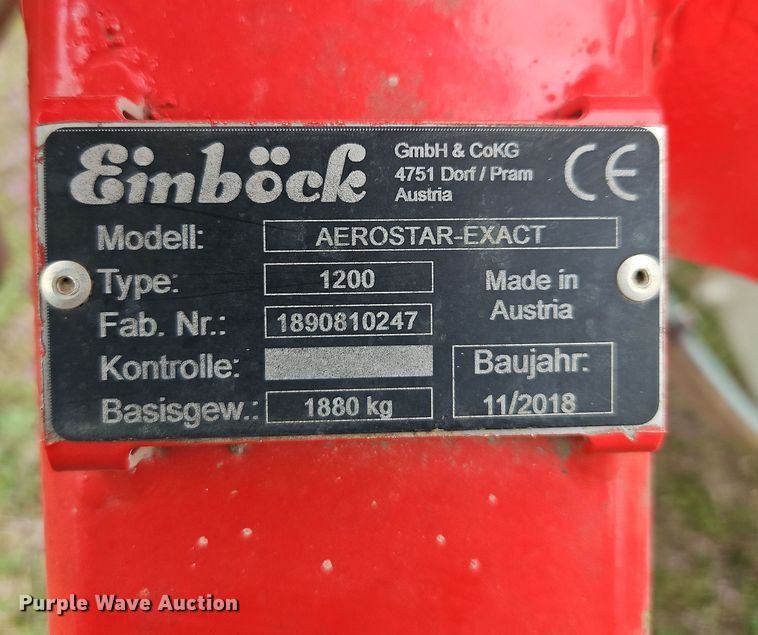 Einböck
GmbH & CoKG
4751 Dorf / Pram
Austria
CE
Modell: AEROSTAR-EXACT
Type: 1200
Made in
Austria
Fab. Nr.: 1890810247
Kontrolle:
Baujahr:
11/2018
Basisgew.: 1880 kg
Purple Wave Auction